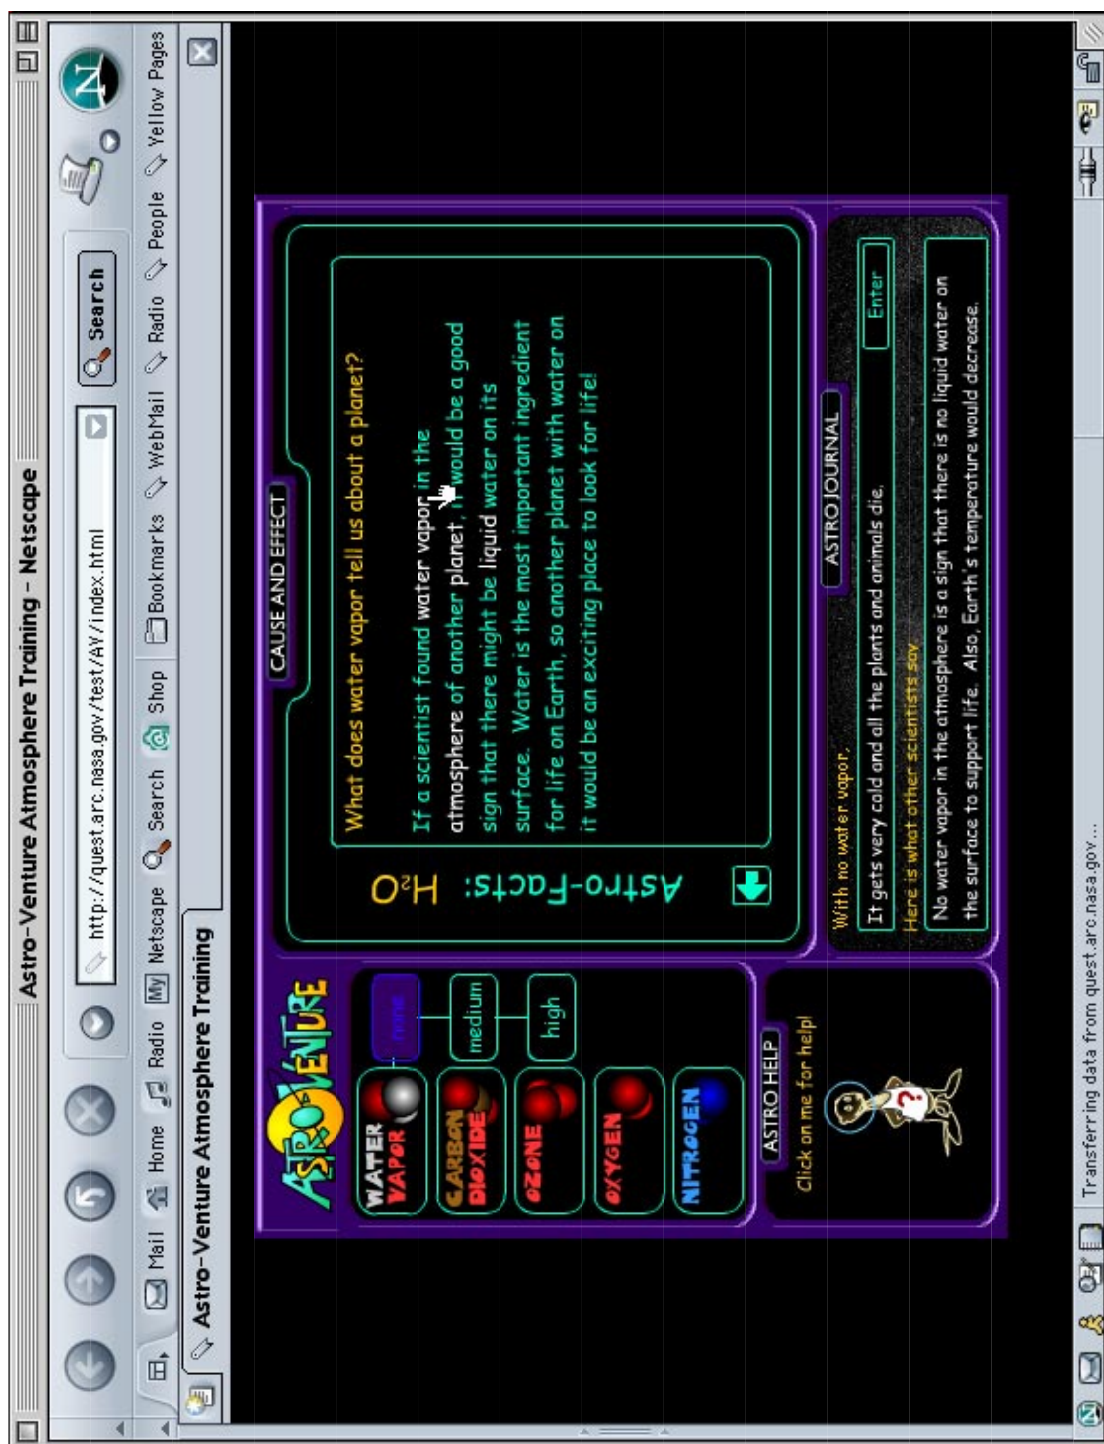 Astro-Venture Atmosphere Training - Netscape
http://quest.arc.nasa.gov/test/AV/index.html
Search
N
Mail Home Radio My Netscape Search Shop Bookmarks WebMail Radio People Yellow Pages
Astro-Venture Atmosphere Training
ASTRO-VENTURE
WATER VAPOR
none
CARBON DIOXIDE
medium
OZONE
high
OXYGEN
NITROGEN
CAUSE AND EFFECT
Astro-Facts: H₂O
What does water vapor tell us about a planet?
If a scientist found water vapor in the
atmosphere of another planet, it would be a good
sign that there might be liquid water on its
surface. Water is the most important ingredient
for life on Earth, so another planet with water on
it would be an exciting place to look for life!
ASTRO HELP
Click on me for help!
?
ASTRO JOURNAL
With no water vapor,
It gets very cold and all the plants and animals die.
Enter
Here is what other scientists say
No water vapor in the atmosphere is a sign that there is no liquid water on
the surface to support life. Also, Earth's temperature would decrease.
Transferring data from quest.arc.nasa.gov...